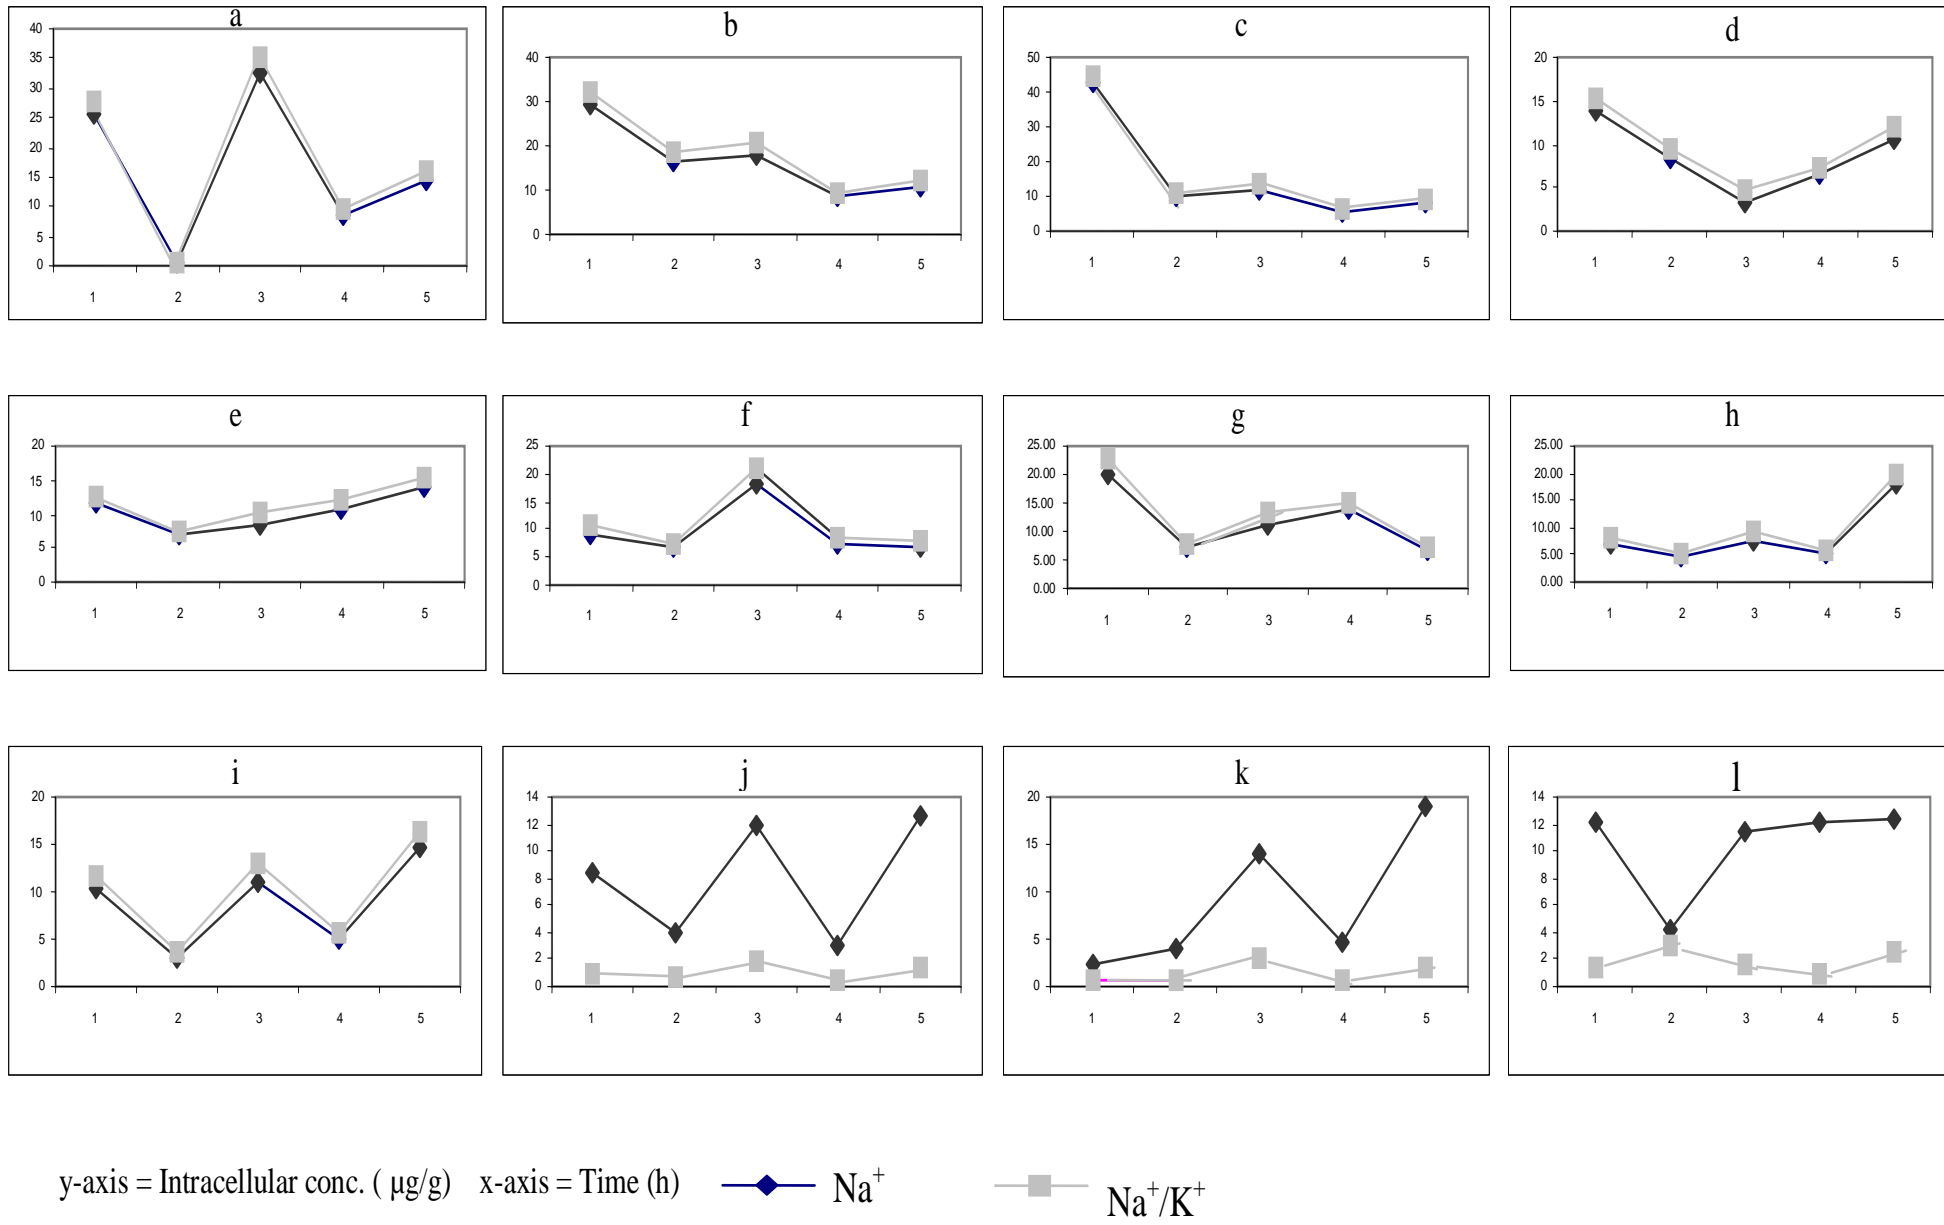 a
40
35
30
25
20
15
10
5
0
1 2 3 4 5
b
40
30
20
10
0
1 2 3 4 5
c
50
40
30
20
10
0
1 2 3 4 5
d
20
15
10
5
0
1 2 3 4 5
e
20
15
10
5
0
1 2 3 4 5
f
25
20
15
10
5
0
1 2 3 4 5
g
25.00
20.00
15.00
10.00
5.00
0.00
1 2 3 4 5
h
25.00
20.00
15.00
10.00
5.00
0.00
1 2 3 4 5
i
20
15
10
5
0
1 2 3 4 5
j
14
12
10
8
6
4
2
0
1 2 3 4 5
k
20
15
10
5
0
1 2 3 4 5
l
14
12
10
8
6
4
2
0
1 2 3 4 5
y-axis = Intracellular conc. ( μg/g) x-axis = Time (h) Na⁺ Na⁺/K⁺